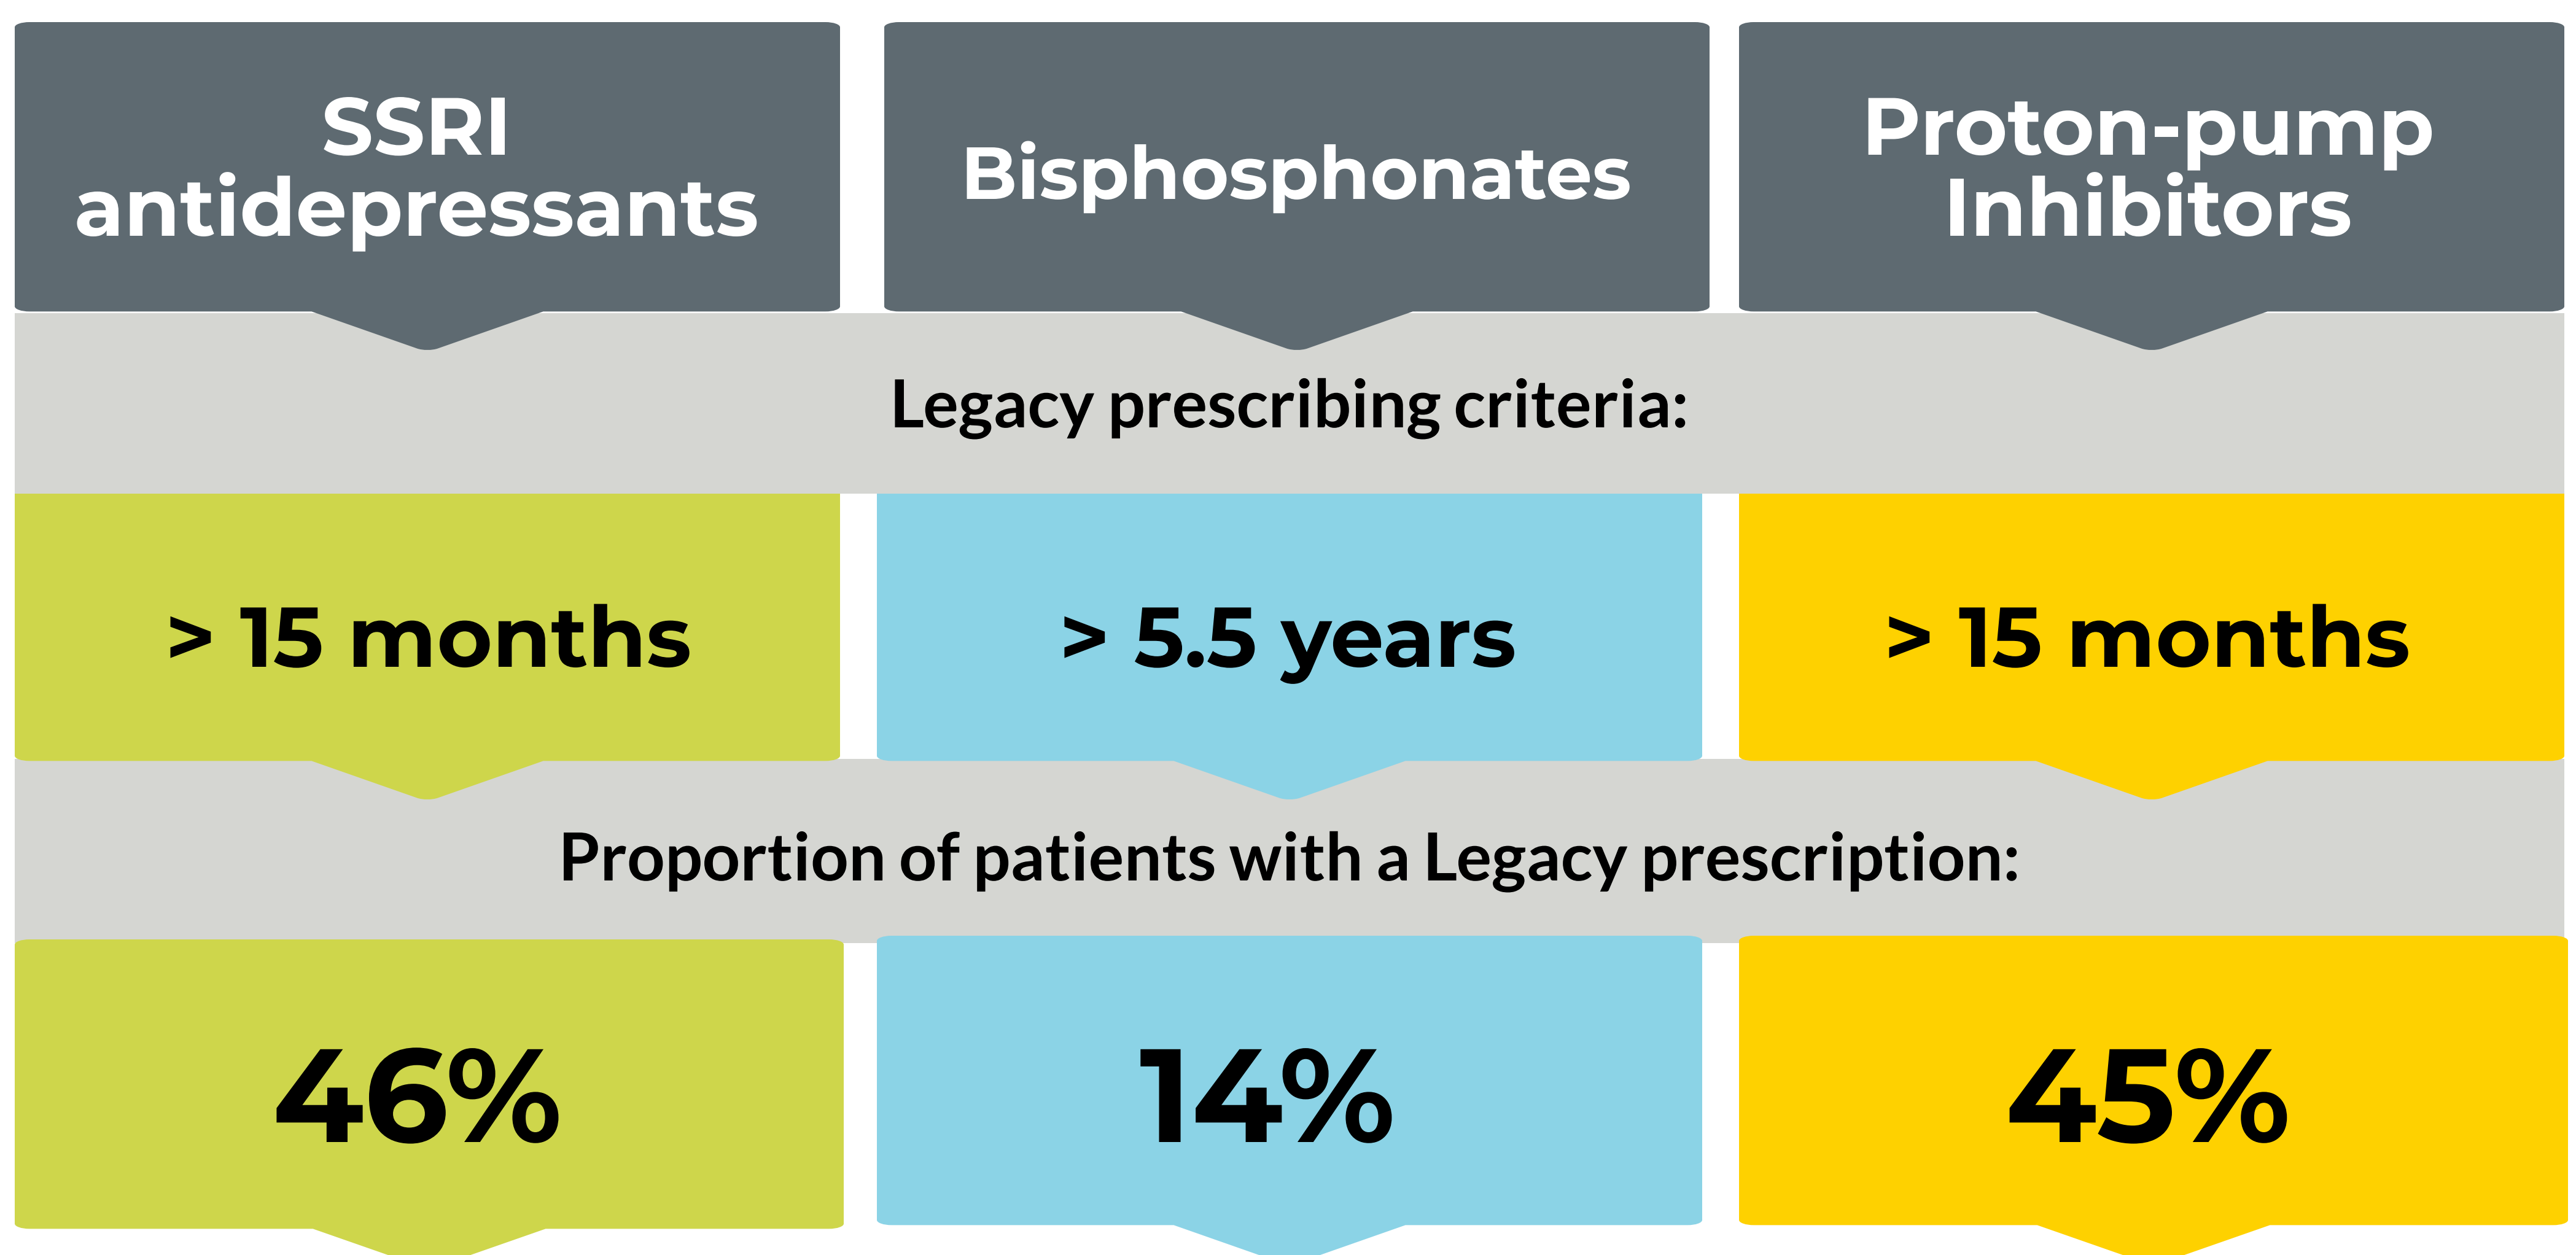 SSRI
antidepressants
Bisphosphonates
Proton-pump
Inhibitors
Legacy prescribing criteria:
> 15 months
> 5.5 years
> 15 months
Proportion of patients with a Legacy prescription:
46%
14%
45%